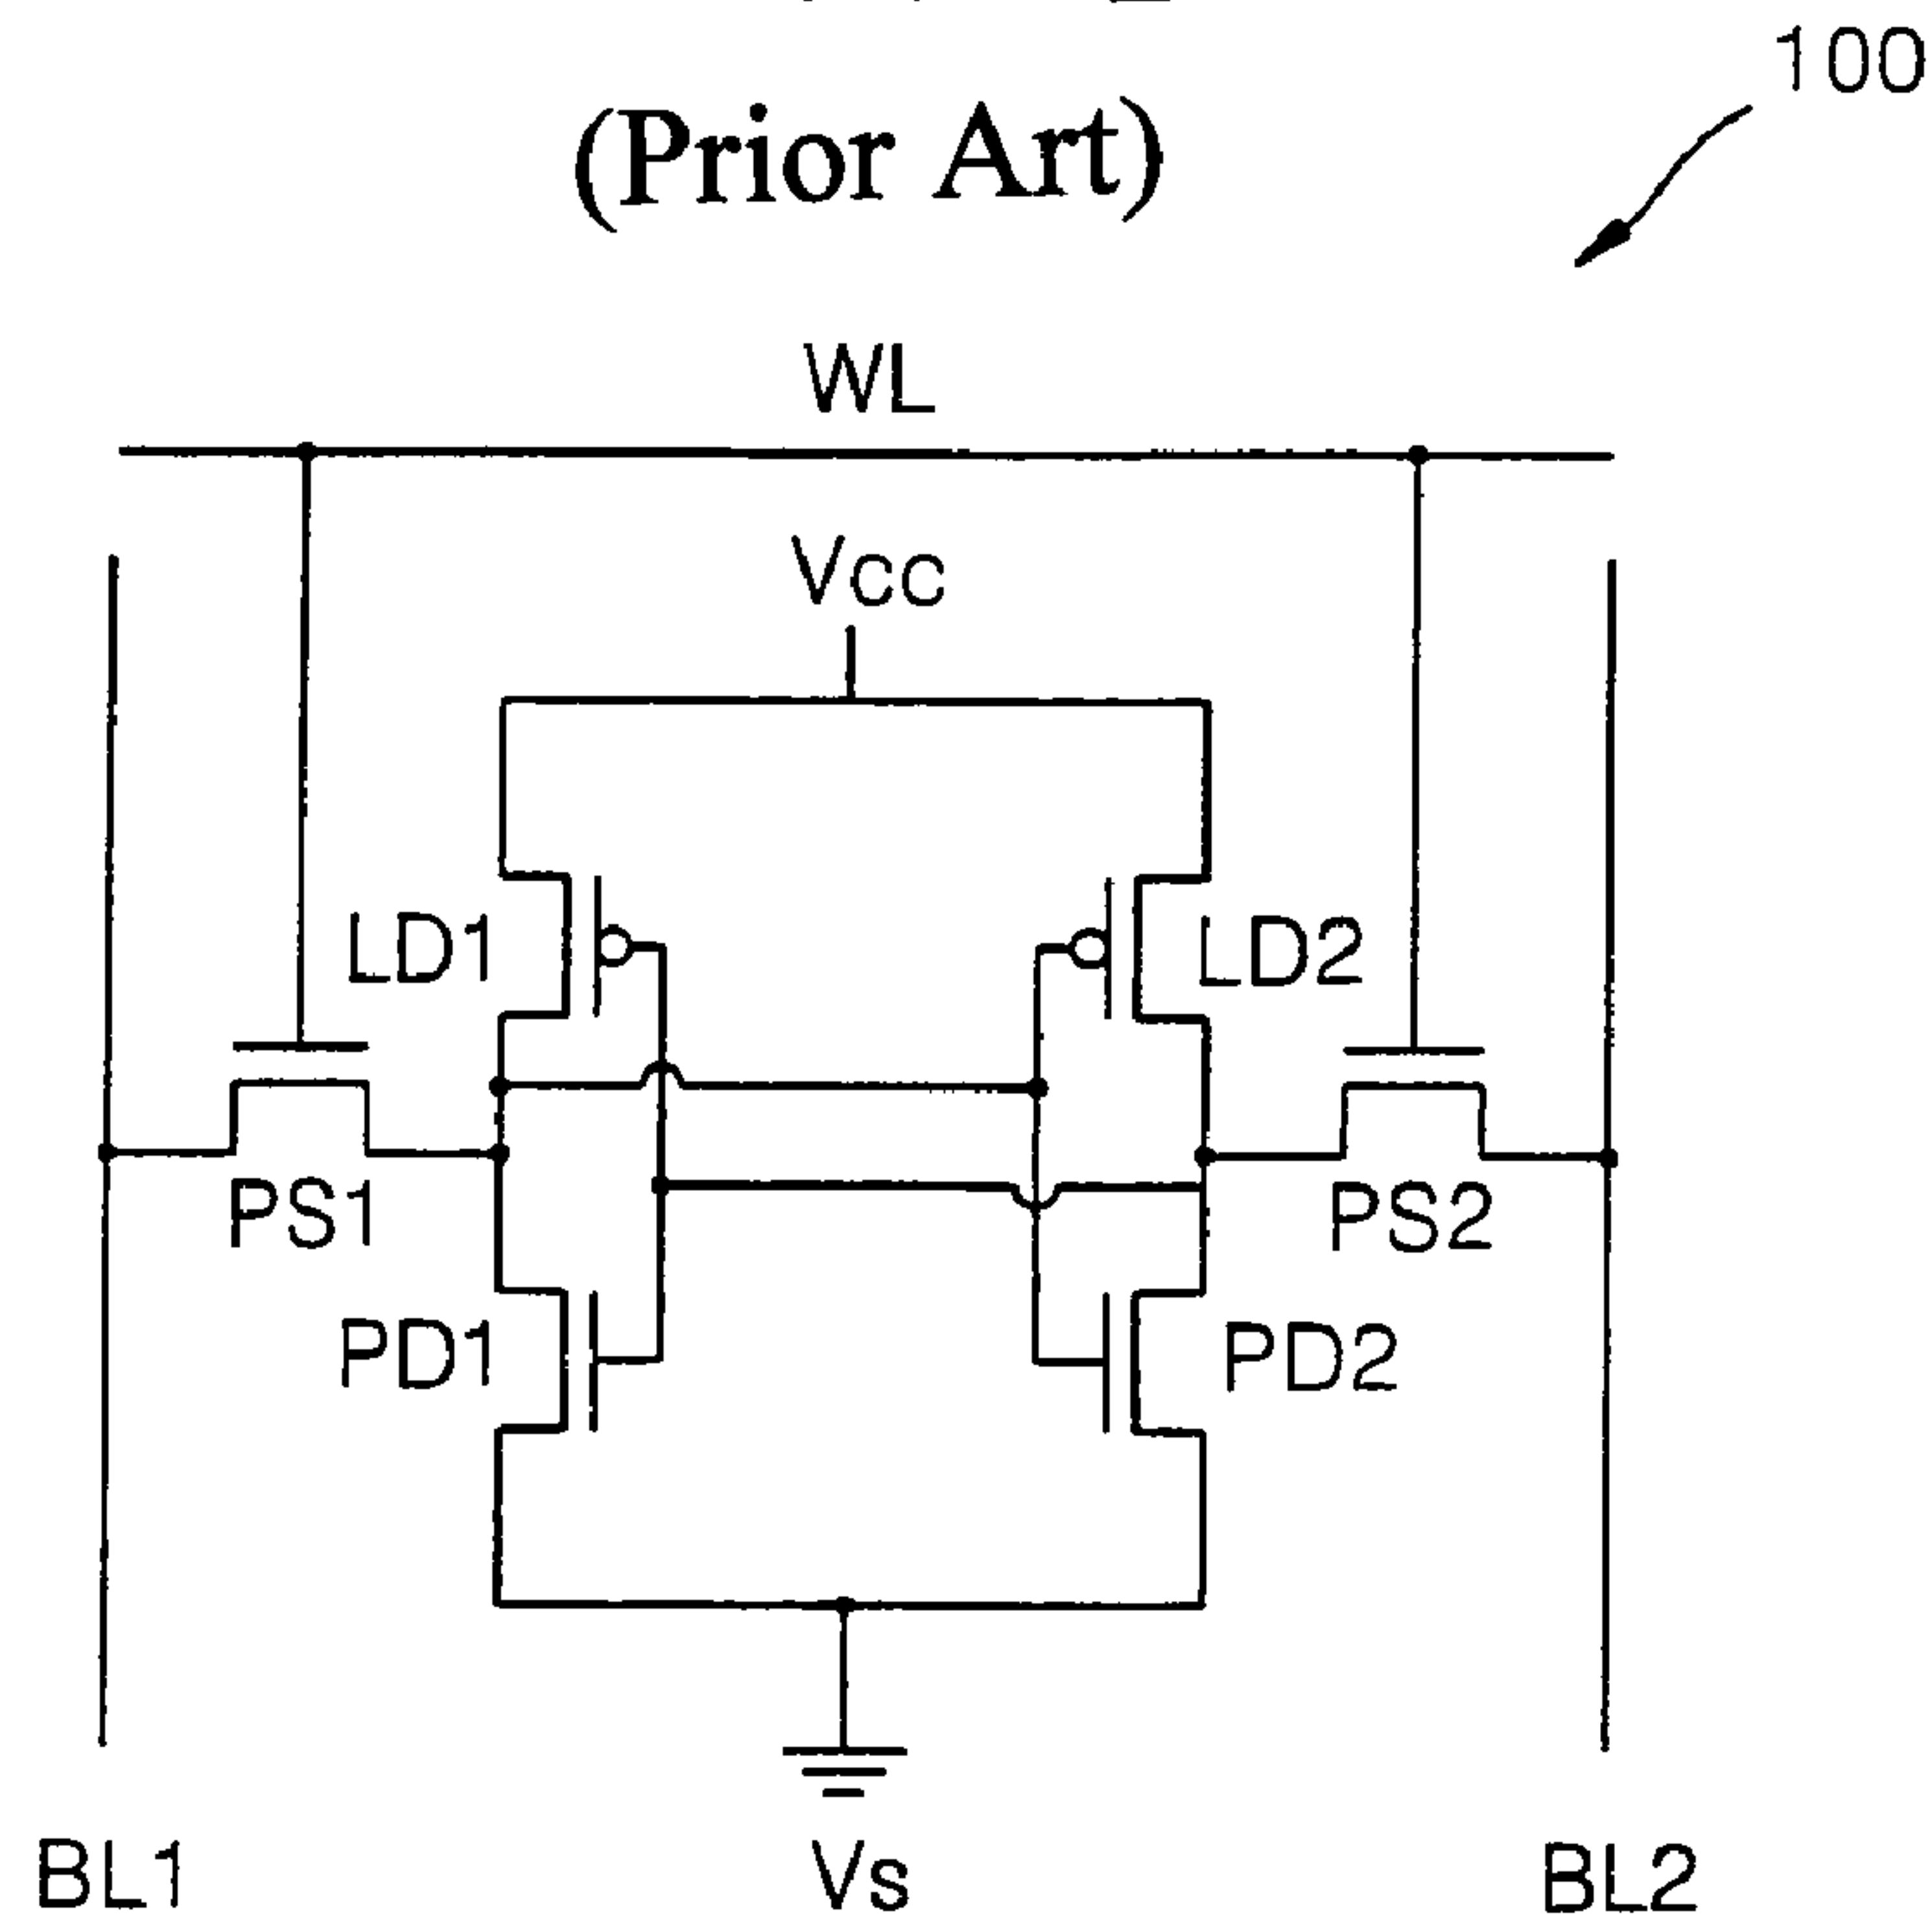 100
(Prior Art)
WL
Vcc
LD1
LD2
PS1
PS2
PD1
PD2
BL1
Vs
BL2